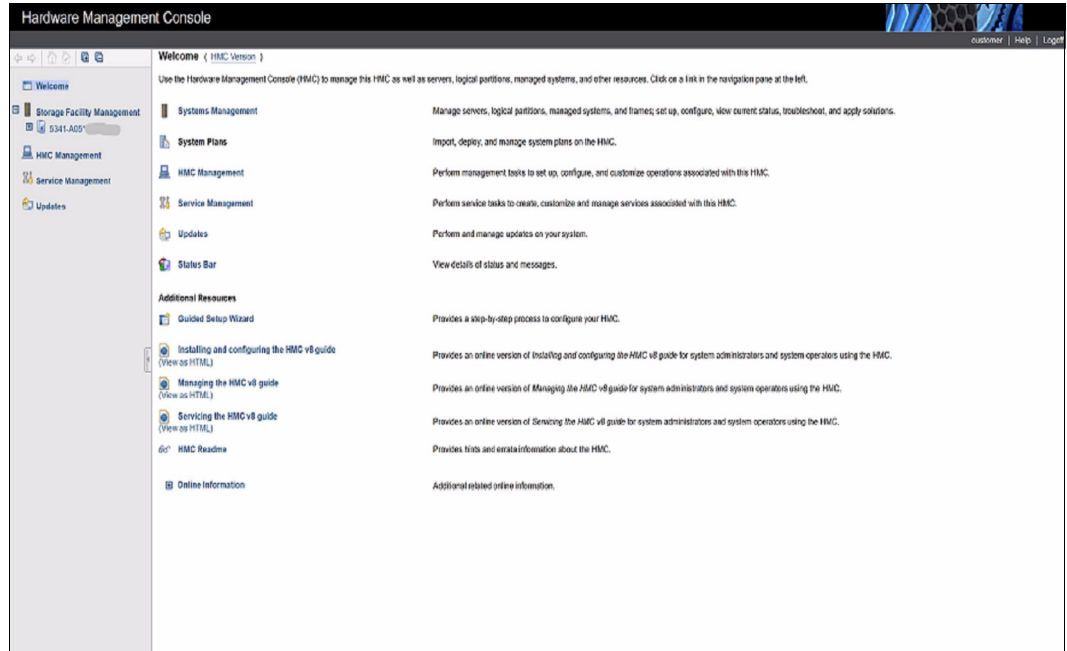 Hardware Management Console
customer | Help | Logoff
Welcome
Storage Facility Management
5341-A05*
HMC Management
Service Management
Updates
Welcome ( HMC Version )
Use the Hardware Management Console (HMC) to manage this HMC as well as servers, logical partitions, managed systems, and other resources. Click on a link in the navigation pane at the left.
Systems Management Manage servers, logical partitions, managed systems, and frames; set up, configure, view current status, troubleshoot, and apply solutions.
System Plans Import, deploy, and manage system plans on the HMC.
HMC Management Perform management tasks to set up, configure, and customize operations associated with this HMC.
Service Management Perform service tasks to create, customize and manage services associated with this HMC.
Updates Perform and manage updates on your system.
Status Bar View details of status and messages.
Additional Resources
Guided Setup Wizard Provides a step-by-step process to configure your HMC.
Installing and configuring the HMC v8 guide
(View as HTML) Provides an online version of Installing and configuring the HMC v8 guide for system administrators and system operators using the HMC.
Managing the HMC v8 guide
(View as HTML) Provides an online version of Managing the HMC v8 guide for system administrators and system operators using the HMC.
Servicing the HMC v8 guide
(View as HTML) Provides an online version of Servicing the HMC v8 guide for system administrators and system operators using the HMC.
HMC Readme Provides hints and errata information about the HMC.
Online Information Additional related online information.